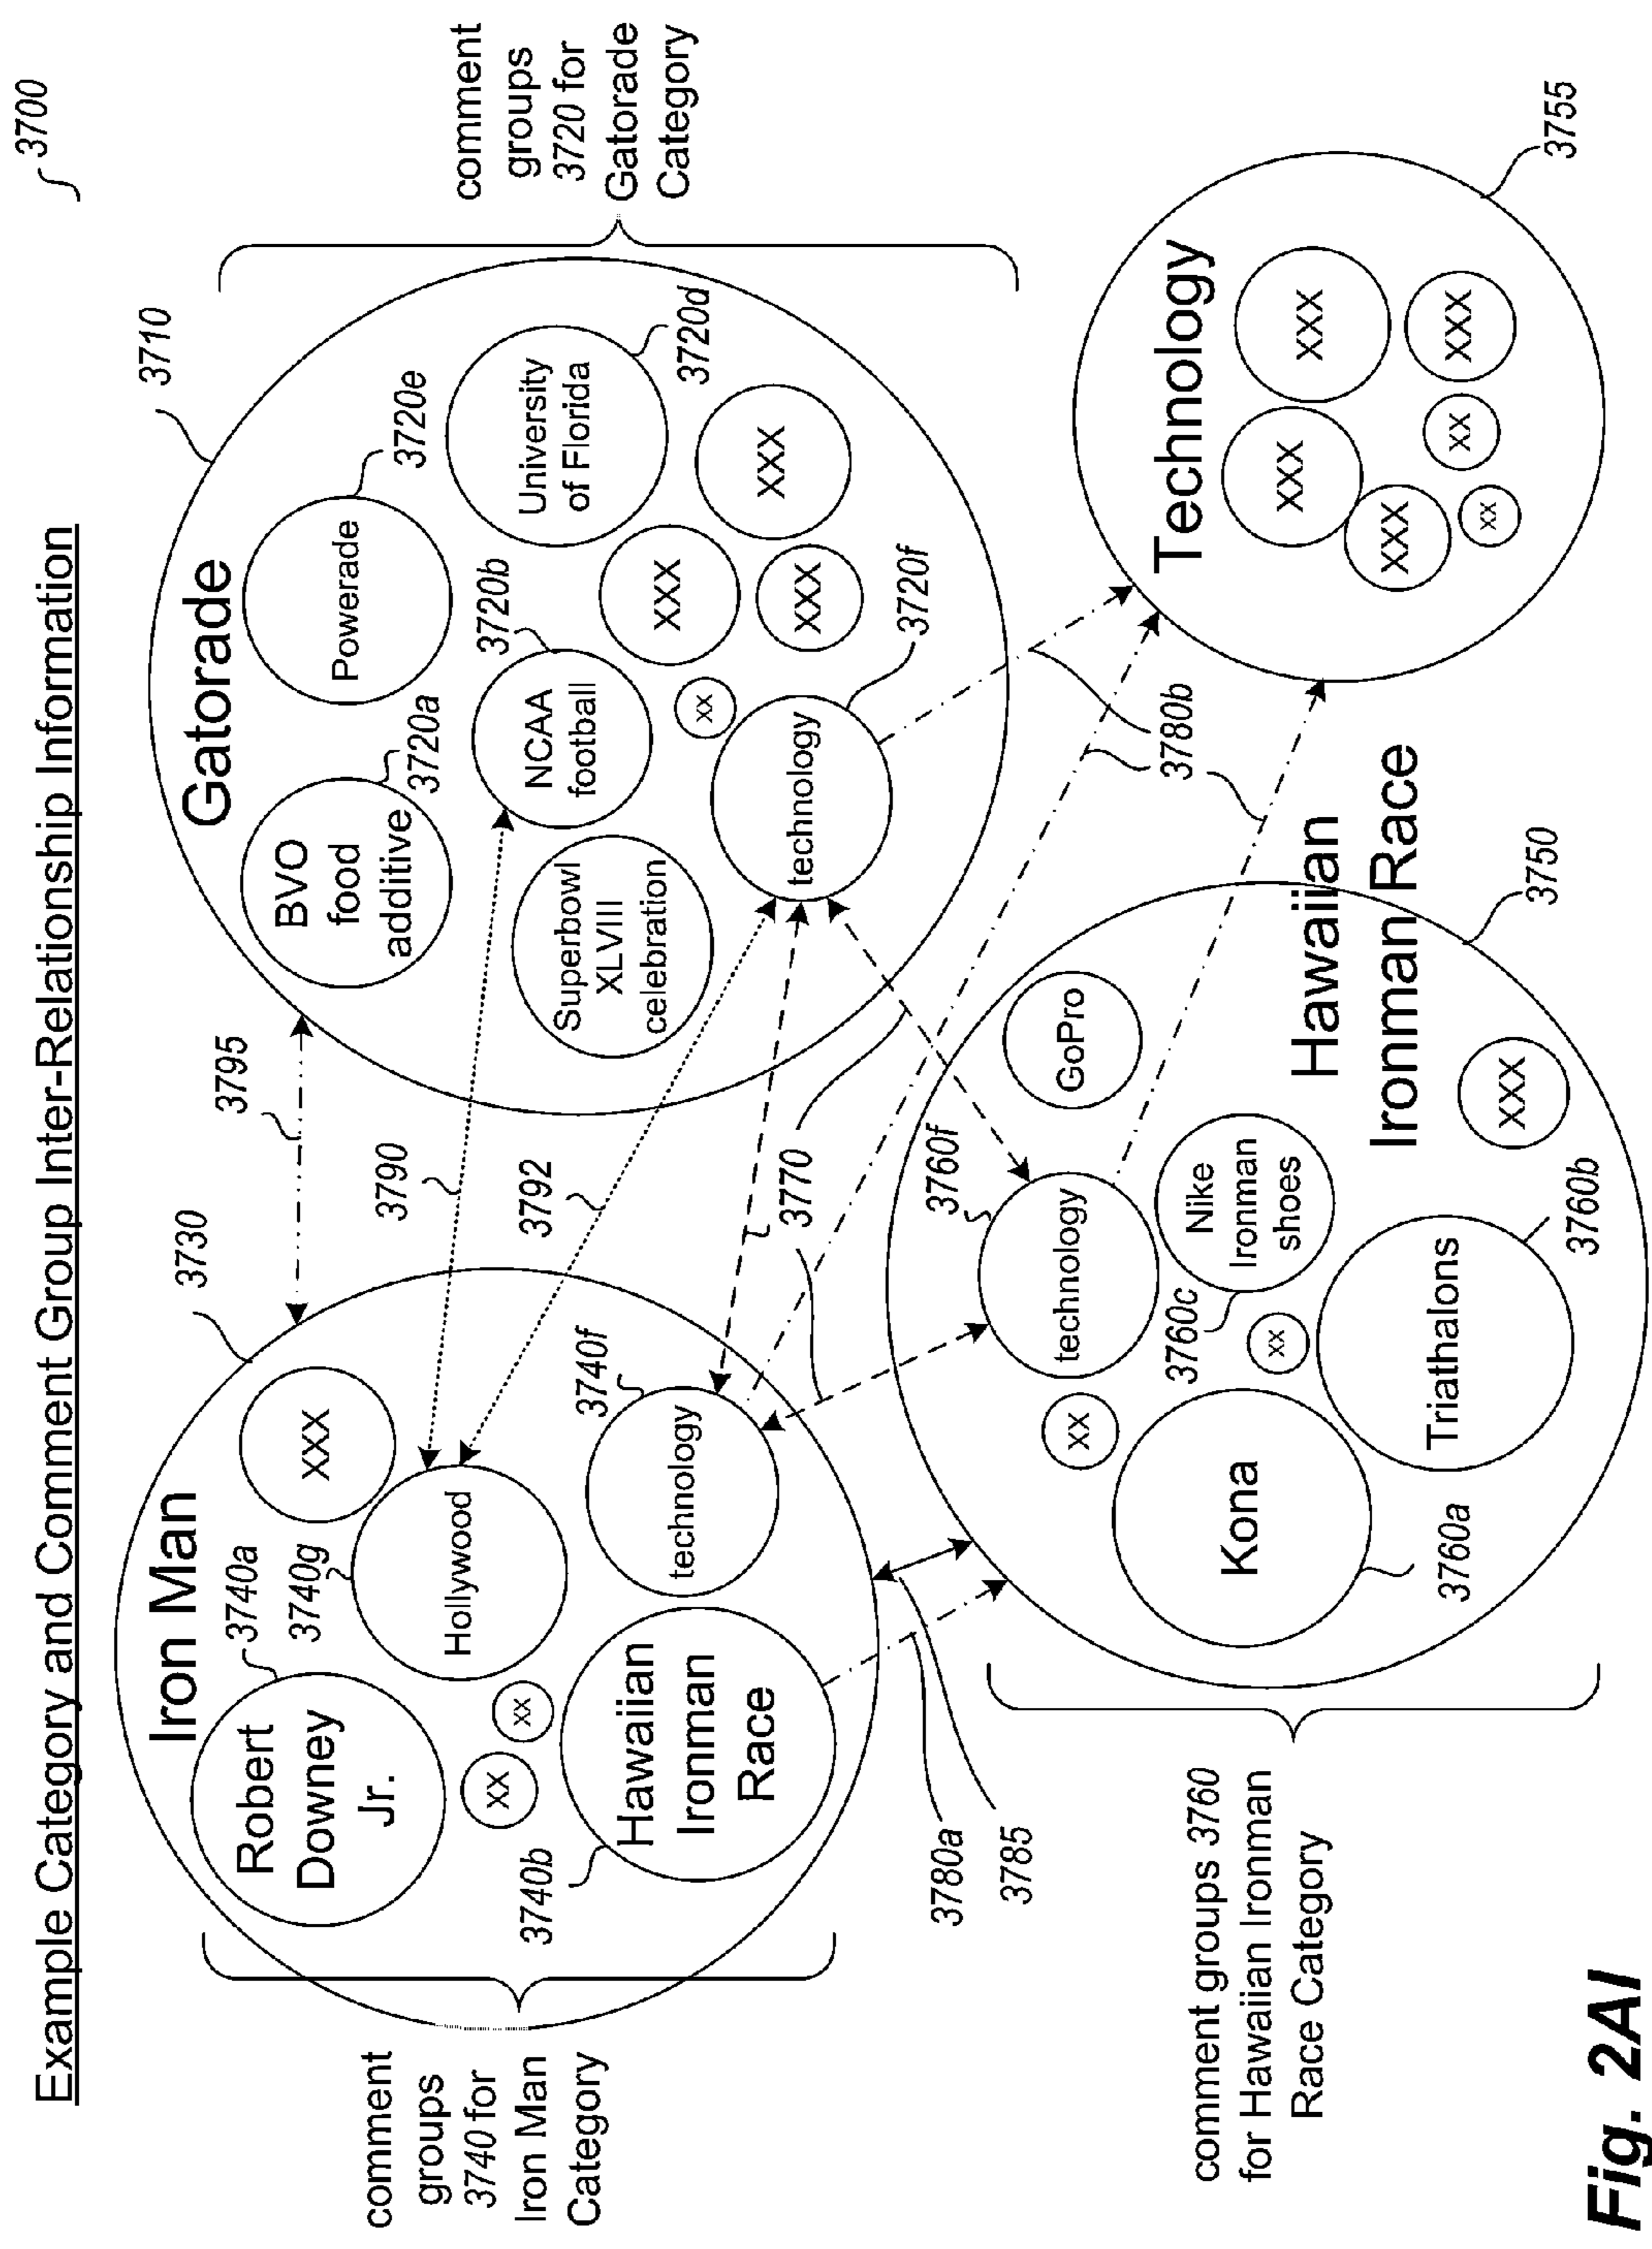 Example Category and Comment Group Inter-Relationship Information
3700
comment
groups
3740 for
Iron Man
Category
3730
Iron Man
Robert
Downey
Jr.
3740a
3740g
xxx
Hollywood
xx
xx
3740b
Hawaiian
Ironman
Race
3740f
technology
3795
3790
3792
3770
3710
Gatorade
BVO
food
additive
3720a
Powerade
3720e
Superbowl
XLVIII
celebration
NCAA
football
3720b
University
of Florida
3720d
xx
xxx
xxx
xxx
technology
3720f
comment
groups
3720 for
Gatorade
Category
3780a
3785
comment groups 3760
for Hawaiian Ironman
Race Category
Hawaiian
Ironman Race
3750
xx
technology
3760f
GoPro
Kona
3760a
3760c
Nike
Ironman
shoes
xx
Triathalons
3760b
xxx
3780b
Technology
xxx
xxx
xxx
xx
xxx
xx
3755
Fig. 2AI